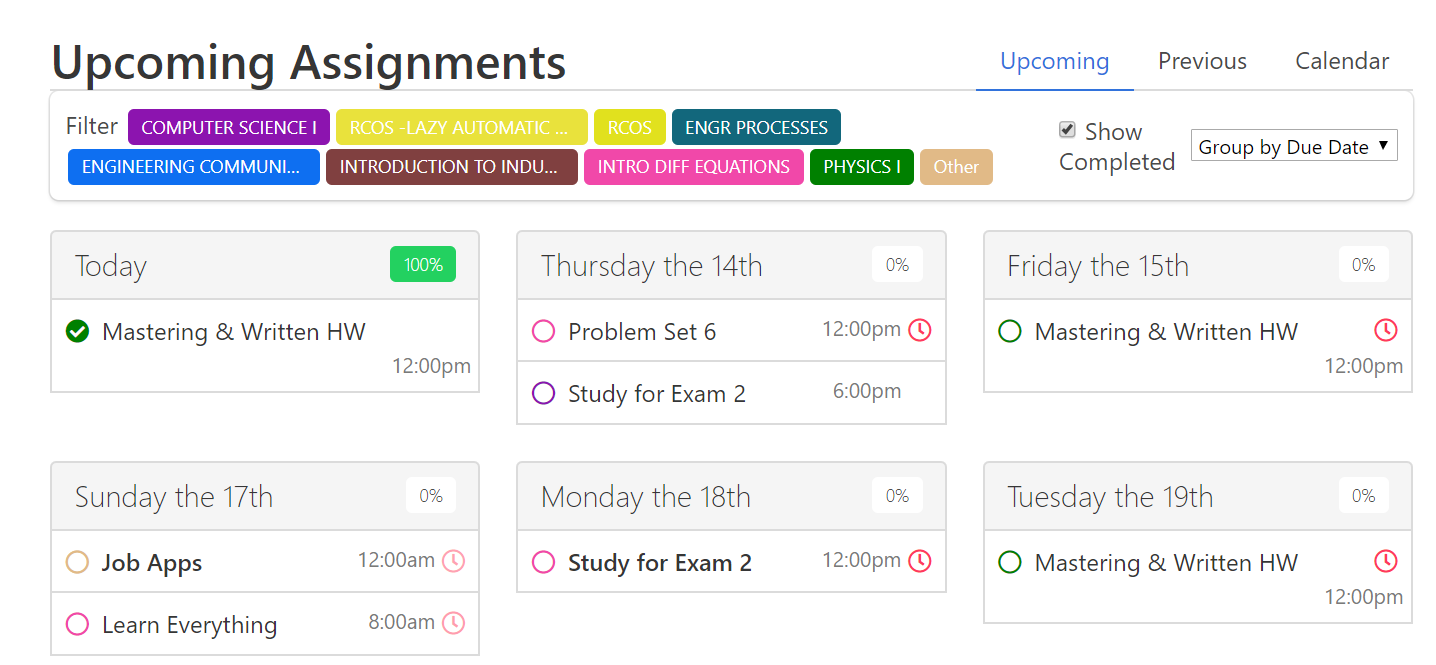 Upcoming Assignments
Upcoming Previous Calendar
Filter COMPUTER SCIENCE I RCOS -LAZY AUTOMATIC ... RCOS ENGR PROCESSES
ENGINEERING COMMUNI... INTRODUCTION TO INDU... INTRO DIFF EQUATIONS PHYSICS I Other
Show
Completed
Group by Due Date
Today 100%
Mastering & Written HW
12:00pm
Thursday the 14th 0%
Problem Set 6 12:00pm
Study for Exam 2 6:00pm
Friday the 15th 0%
Mastering & Written HW
12:00pm
Sunday the 17th 0%
Job Apps 12:00am
Learn Everything 8:00am
Monday the 18th 0%
Study for Exam 2 12:00pm
Tuesday the 19th 0%
Mastering & Written HW
12:00pm